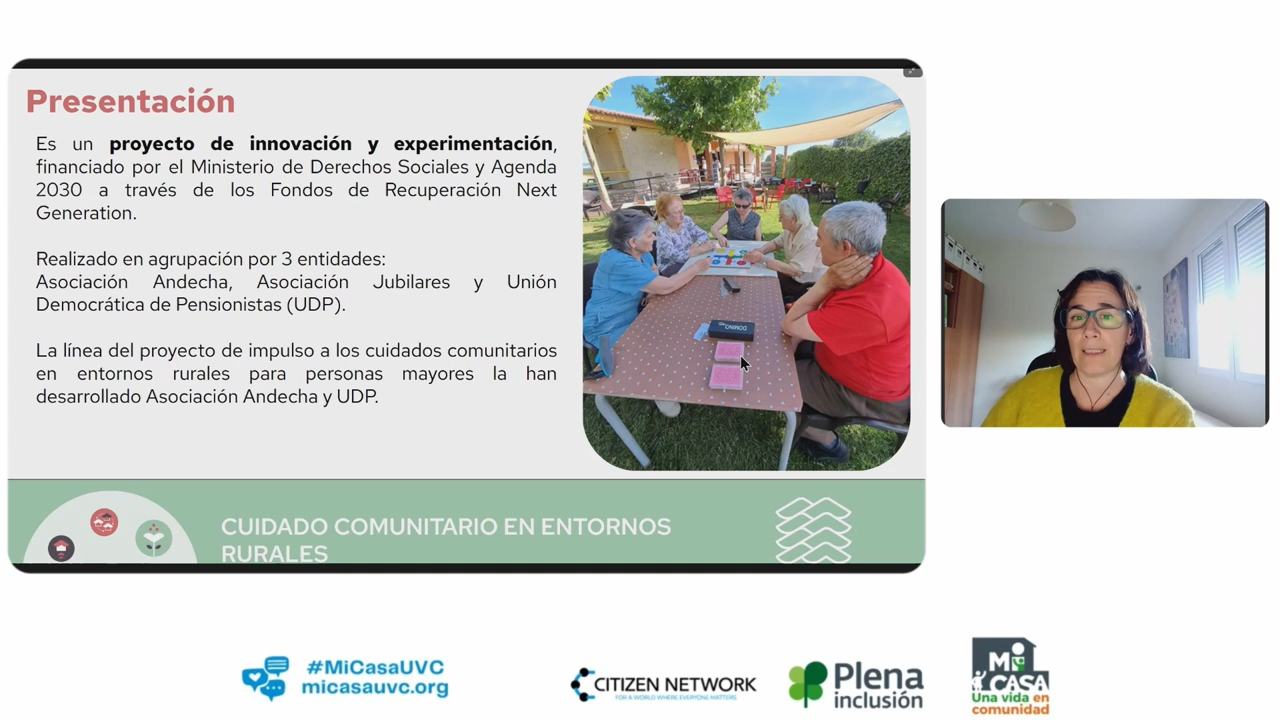 Presentación
Es un proyecto de innovación y experimentación,
financiado por el Ministerio de Derechos Sociales y Agenda
2030 a través de los Fondos de Recuperación Next
Generation.
Realizado en agrupación por 3 entidades:
Asociación Andecha, Asociación Jubilares y Unión
Democrática de Pensionistas (UDP).
La línea del proyecto de impulso a los cuidados comunitarios
en entornos rurales para personas mayores la han
desarrollado Asociación Andecha y UDP.
DOMINO
CUIDADO COMUNITARIO EN ENTORNOS
RURALES
#MiCasaUVC
micasauvc.org
CITIZEN NETWORK
FOR A WORLD WHERE EVERYONE MATTERS
Plena
inclusión
Mi
CASA
Una vida en
comunidad